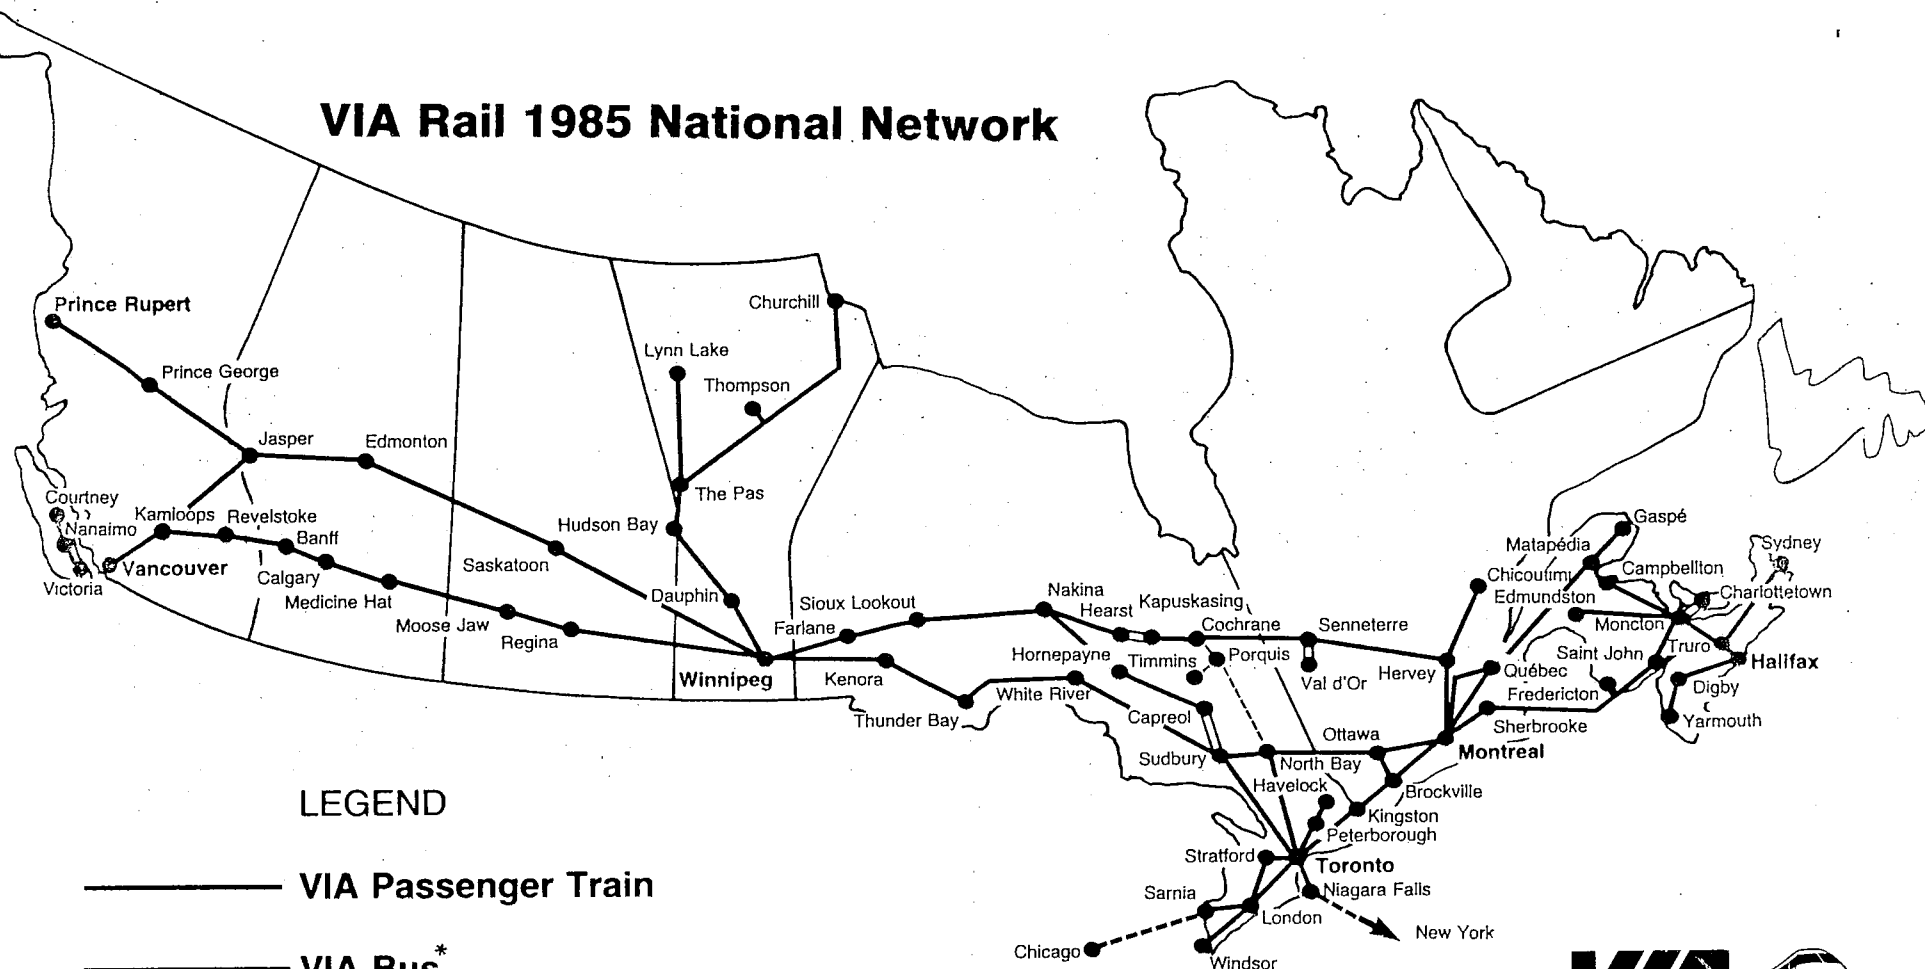 VIA Rail 1985 National Network
Prince Rupert
Prince George
Jasper
Edmonton
Churchill
Lynn Lake
Thompson
The Pas
Hudson Bay
Courtney
Nanaimo
Victoria
Vancouver
Kamloops
Revelstoke
Banff
Calgary
Medicine Hat
Moose Jaw
Regina
Saskatoon
Dauphin
Winnipeg
Farlane
Sioux Lookout
Kenora
Thunder Bay
White River
Nakina
Hearst
Kapuskasing
Cochrane
Hornepayne
Timmins
Porquis
Senneterre
Val d'Or
Hervey
Capreol
Sudbury
North Bay
Ottawa
Havelock
Brockville
Kingston
Peterborough
Stratford
Toronto
Sarnia
Niagara Falls
London
Chicago
Windsor
New York
Montreal
Sherbrooke
Québec
Chicoutimi
Matapédia
Gaspé
Campbellton
Edmundston
Moncton
Sydney
Charlottetown
Truro
Halifax
Saint John
Fredericton
Digby
Yarmouth
LEGEND
VIA Passenger Train
VIA Bus*
VIA